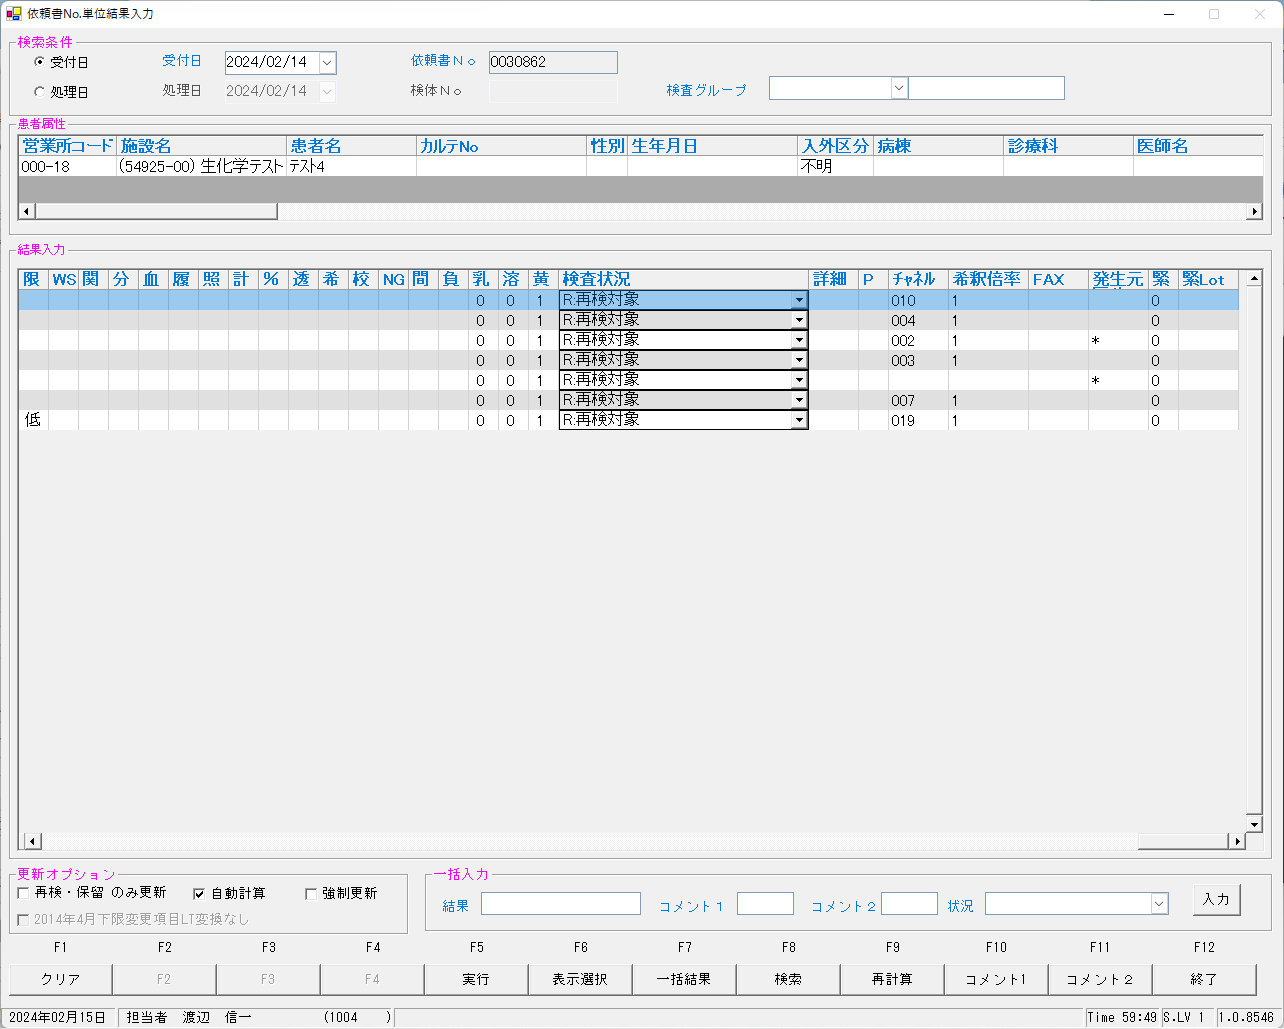 依頼書No.単位結果入力
検索条件
受付日 受付日 2024/02/14 依頼書Ｎｏ 0030862
処理日 処理日 2024/02/14 検体Ｎｏ 検査グループ
患者属性
営業所コード 施設名 患者名 カルテNo 性別 生年月日 入外区分 病棟 診療科 医師名
000-18 (54925-00) 生化学テスト ﾃｽﾄ4 不明
結果入力
限 WS 関 分 血 履 照 計 % 透 希 校 NG 間 負 乳 溶 黄 検査状況 詳細 P ﾁｬﾈﾙ 希釈倍率 FAX 発生元 緊 緊Lot
0 0 1 R:再検対象 010 1 0
0 0 1 R:再検対象 004 1 0
0 0 1 R:再検対象 002 1 * 0
0 0 1 R:再検対象 003 1 0
0 0 1 R:再検対象 * 0
0 0 1 R:再検対象 007 1 0
低 0 0 1 R:再検対象 019 1 0
更新オプション
再検・保留 のみ更新 自動計算 強制更新
2014年4月下限変更項目LT変換なし
一括入力
結果 コメント１ コメント２ 状況 入力
F1 F2 F3 F4 F5 F6 F7 F8 F9 F10 F11 F12
クリア F2 F3 F4 実行 表示選択 一括結果 検索 再計算 コメント1 コメント２ 終了
2024年02月15日 担当者 渡辺 信一 (1004 ) Time 59:49 S.LV 1 1.0.8546